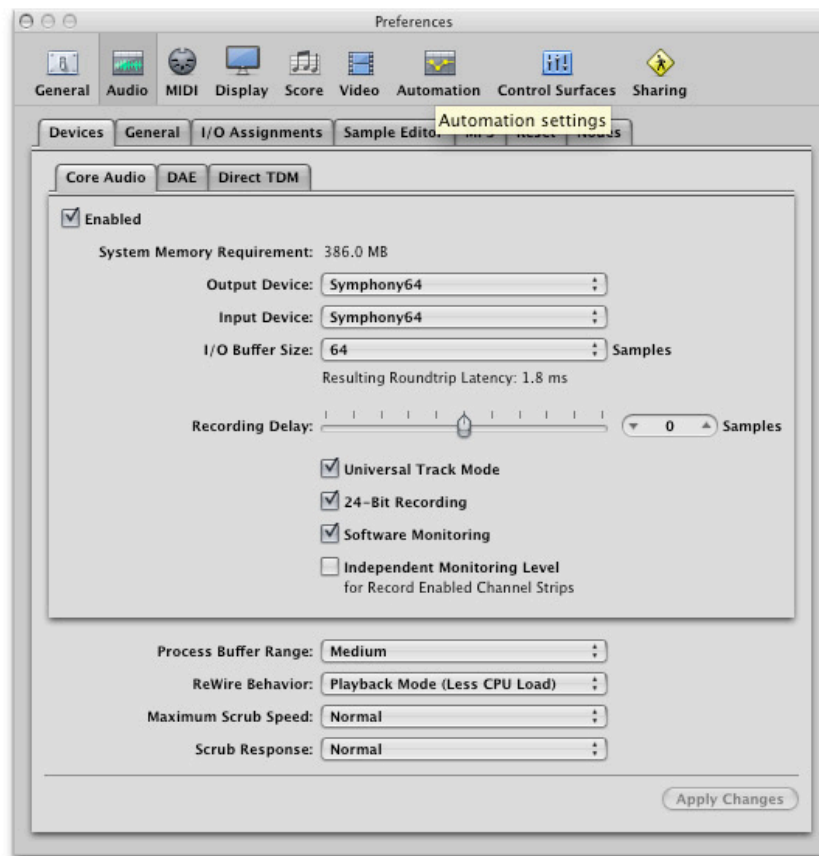 Preferences
General Audio MIDI Display Score Video Automation Control Surfaces Sharing
Automation settings
Devices General I/O Assignments Sample Editor
Core Audio DAE Direct TDM
Enabled
System Memory Requirement: 386.0 MB
Output Device: Symphony64
Input Device: Symphony64
I/O Buffer Size: 64 Samples
Resulting Roundtrip Latency: 1.8 ms
Recording Delay: 0 Samples
Universal Track Mode
24-Bit Recording
Software Monitoring
Independent Monitoring Level
for Record Enabled Channel Strips
Process Buffer Range: Medium
ReWire Behavior: Playback Mode (Less CPU Load)
Maximum Scrub Speed: Normal
Scrub Response: Normal
Apply Changes